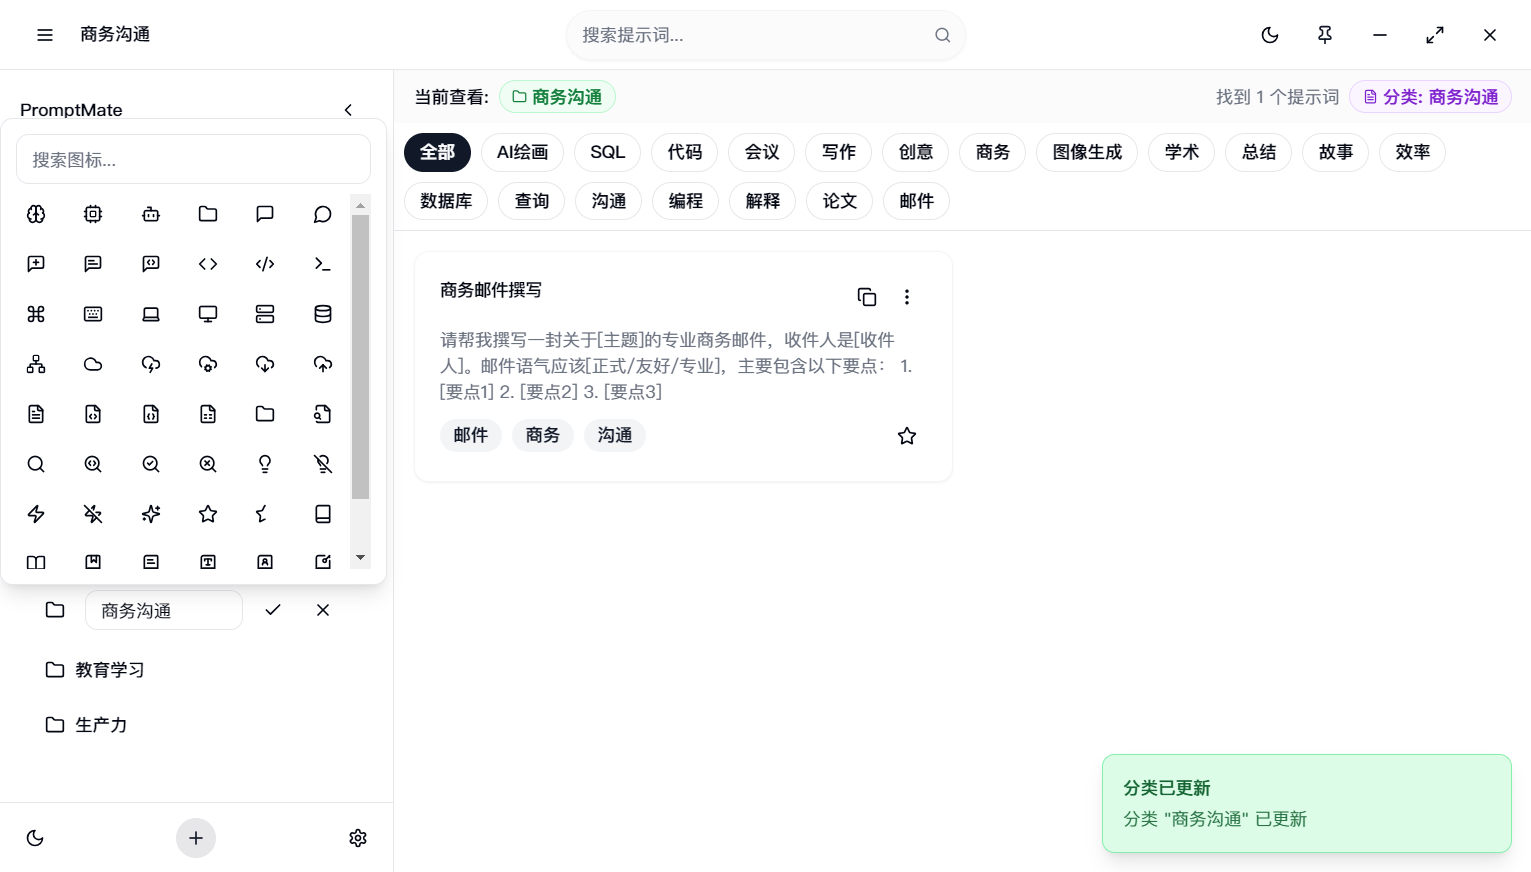 商务沟通
搜索提示词...
PromptMate
搜索图标...
商务沟通
教育学习
生产力
当前查看:
商务沟通
找到 1 个提示词
分类: 商务沟通
全部 AI绘画 SQL 代码 会议 写作 创意 商务 图像生成 学术 总结 故事 效率
数据库 查询 沟通 编程 解释 论文 邮件
商务邮件撰写
请帮我撰写一封关于[主题]的专业商务邮件，收件人是[收件
人]。邮件语气应该[正式/友好/专业]，主要包含以下要点： 1.
[要点1] 2. [要点2] 3. [要点3]
邮件 商务 沟通
分类已更新
分类 "商务沟通" 已更新